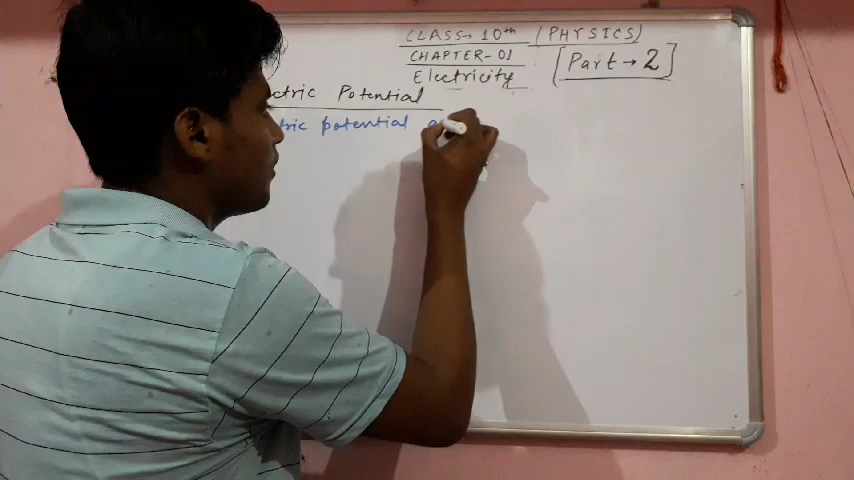 CLASS→ 10th (PHYSICS)
CHAPTER-01
Electricity
[Part → 2]
ctric Potential
tric potential a